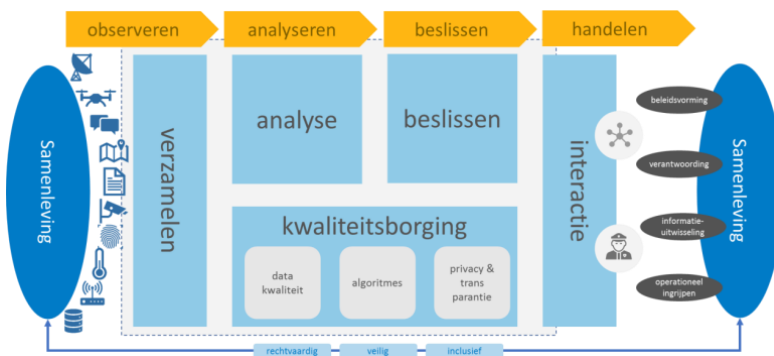 observeren
analyseren
beslissen
handelen
Samenleving
verzamelen
analyse
beslissen
kwaliteitsborging
data
kwaliteit
algoritmes
privacy &
trans
parantie
interactie
beleidsvorming
verantwoording
informatie-
uitwisseling
operationeel
ingrijpen
Samenleving
rechtvaardig
veilig
inclusief